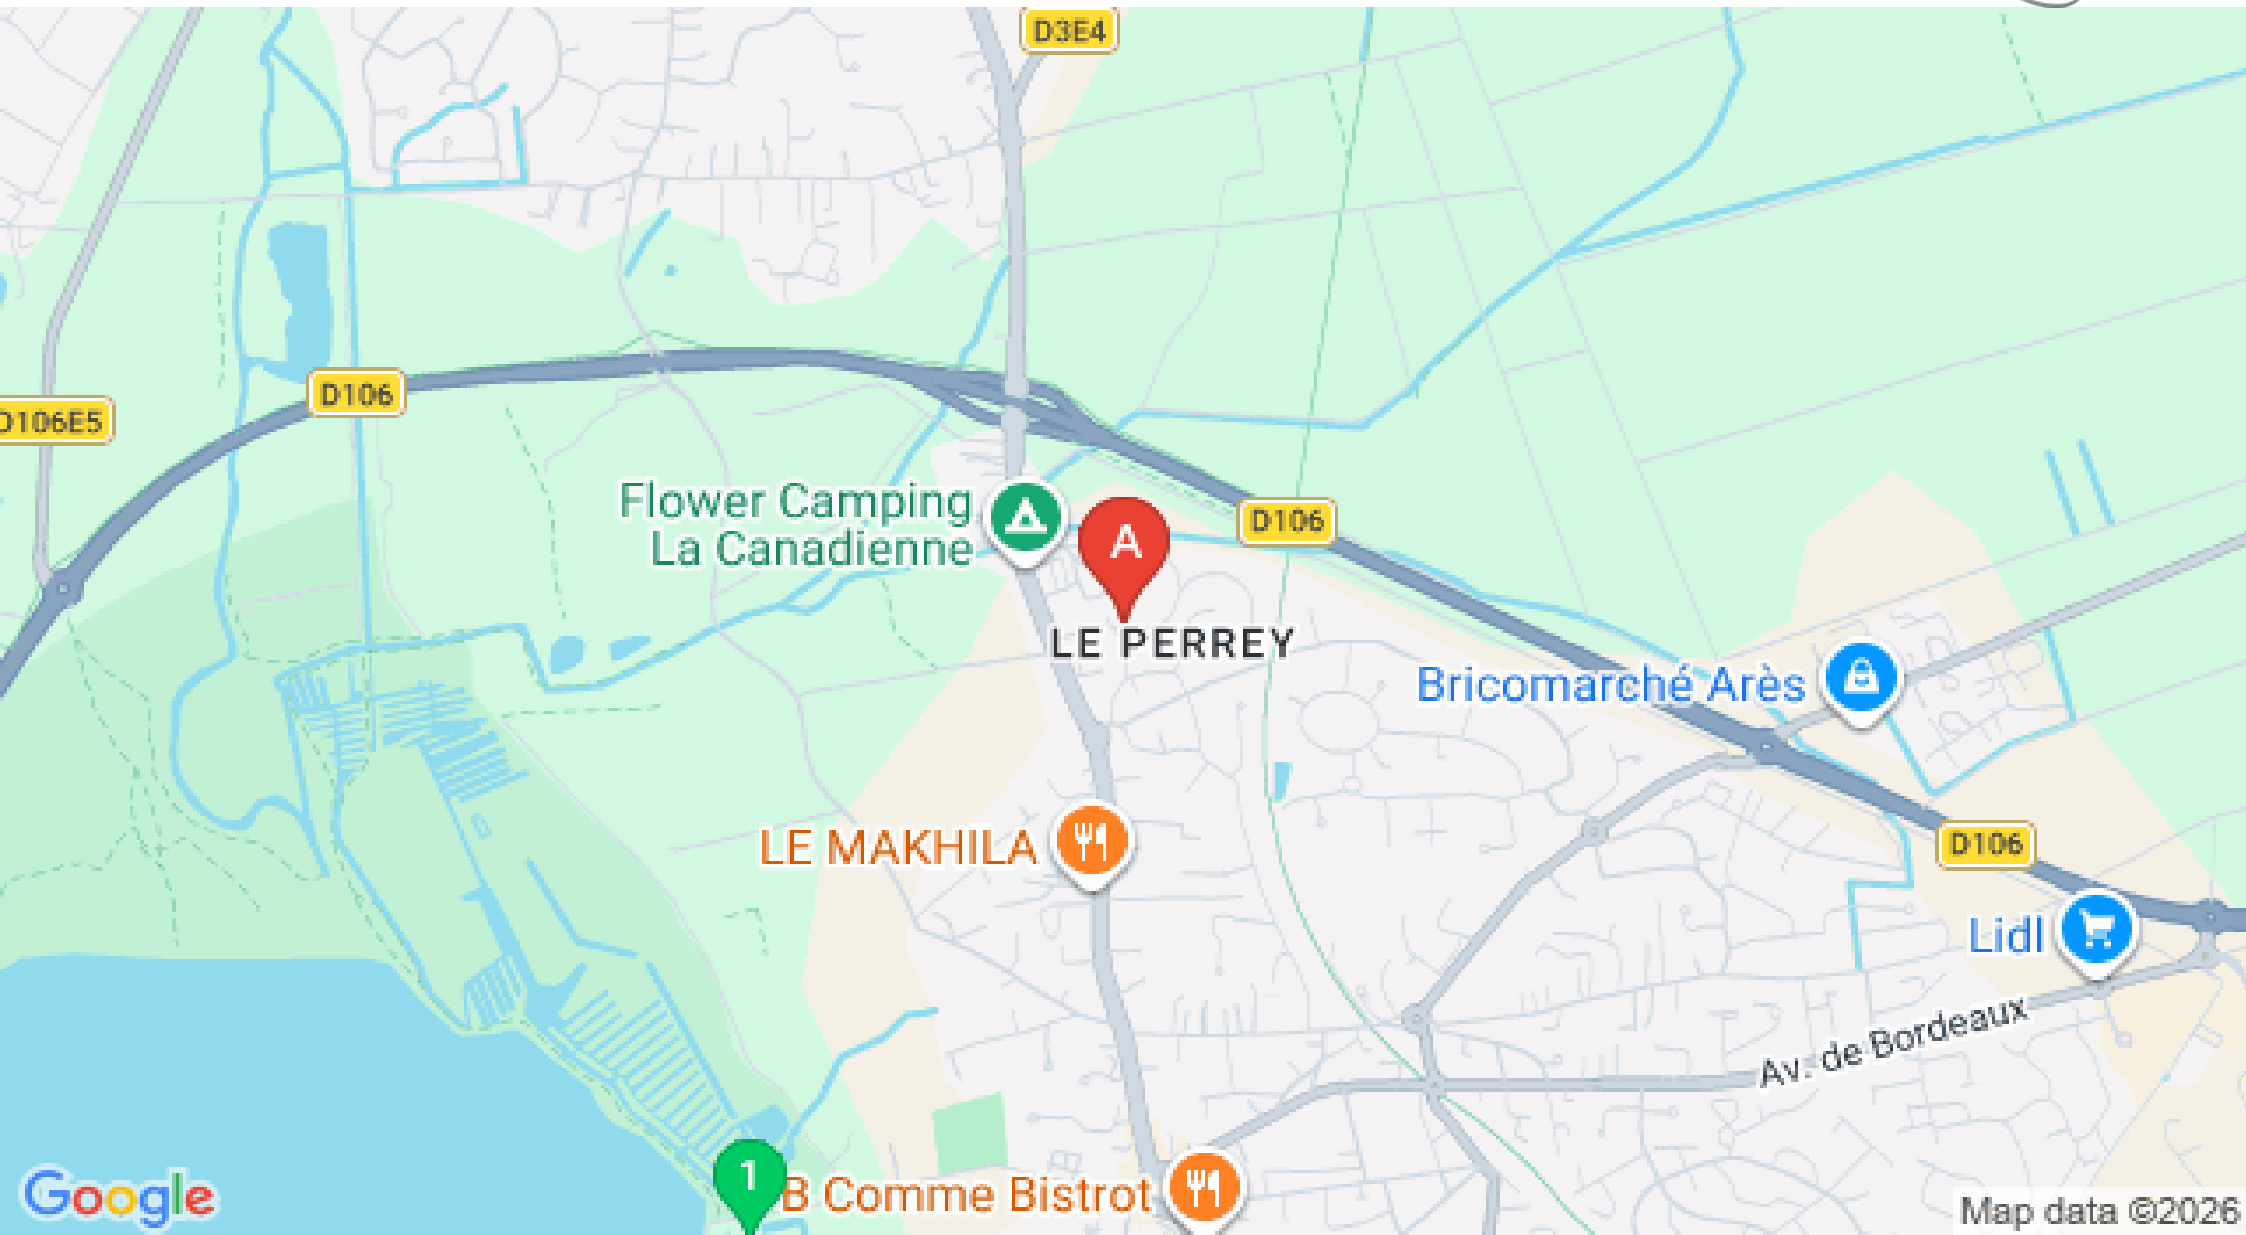 D3E4
D106
D106E5
Flower Camping
La Canadienne
A
D106
LE PERREY
Bricomarché Arès
LE MAKHILA
D106
Lidl
Av. de Bordeaux
1
B Comme Bistrot
Google
Map data ©2026